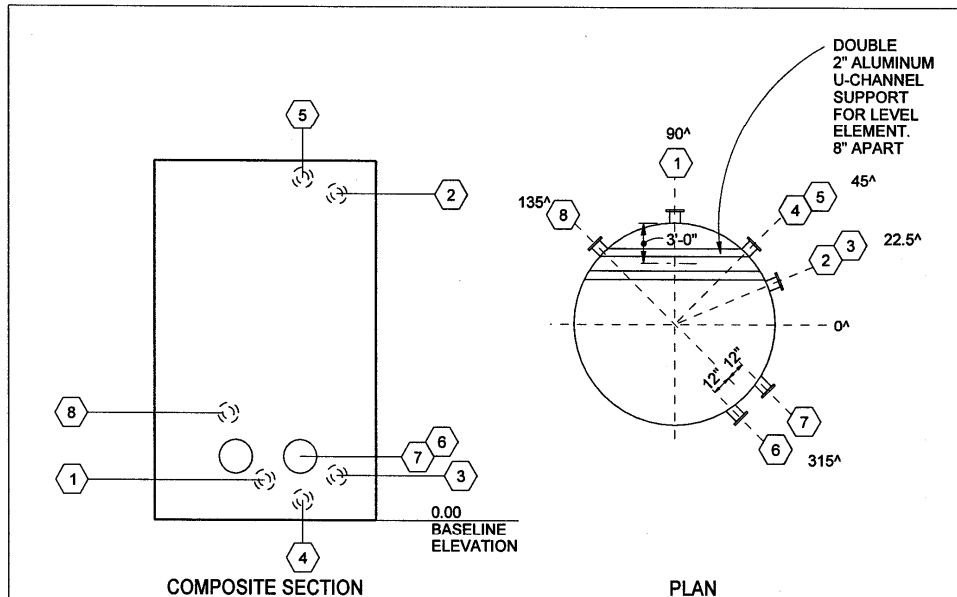 DOUBLE
2" ALUMINUM
U-CHANNEL
SUPPORT
FOR LEVEL
ELEMENT.
8" APART
5
2
8
1
6
7
3
4
0.00
BASELINE
ELEVATION
COMPOSITE SECTION
90^
1
135^
8
3'-0"
45^
5
4
3
2
22.5^
0^
12"
12"
7
6
315^
PLAN